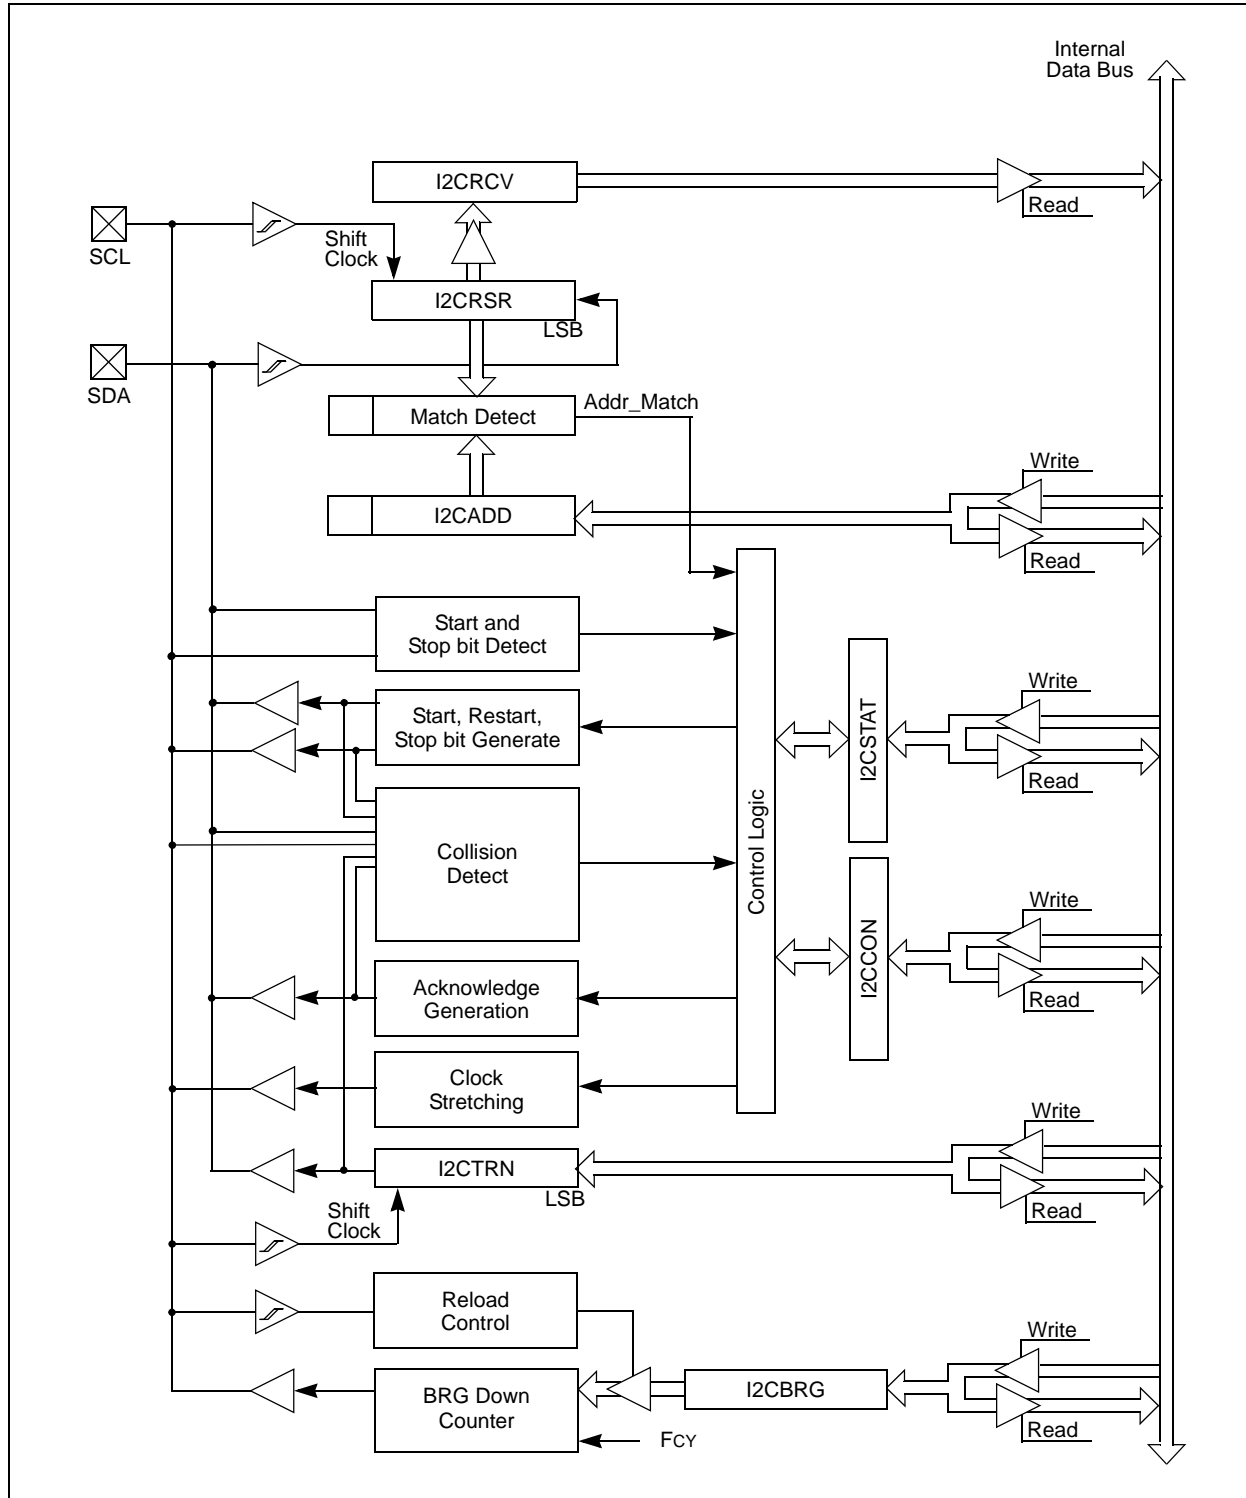 Internal
Data Bus
I2CRCV
Read
SCL
Shift
Clock
I2CRSR
LSB
SDA
Match Detect
Addr_Match
Write
I2CADD
Read
Start and
Stop bit Detect
Write
Start, Restart,
Stop bit Generate
I2CSTAT
Read
Control Logic
Collision
Detect
Write
I2CCON
Acknowledge
Generation
Read
Clock
Stretching
Write
I2CTRN
LSB
Read
Shift
Clock
Reload
Control
Write
BRG Down
Counter
I2CBRG
Read
FCY